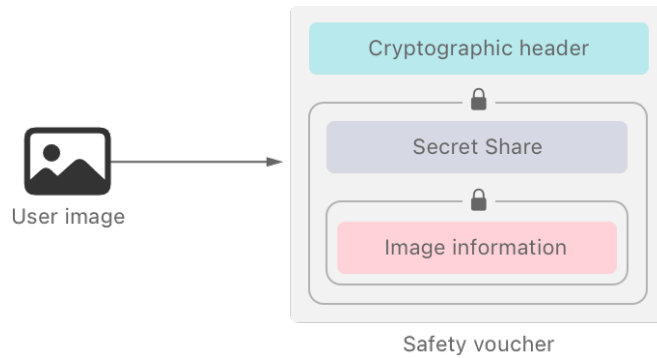 Cryptographic header
Secret Share
User image
Image information
Safety voucher